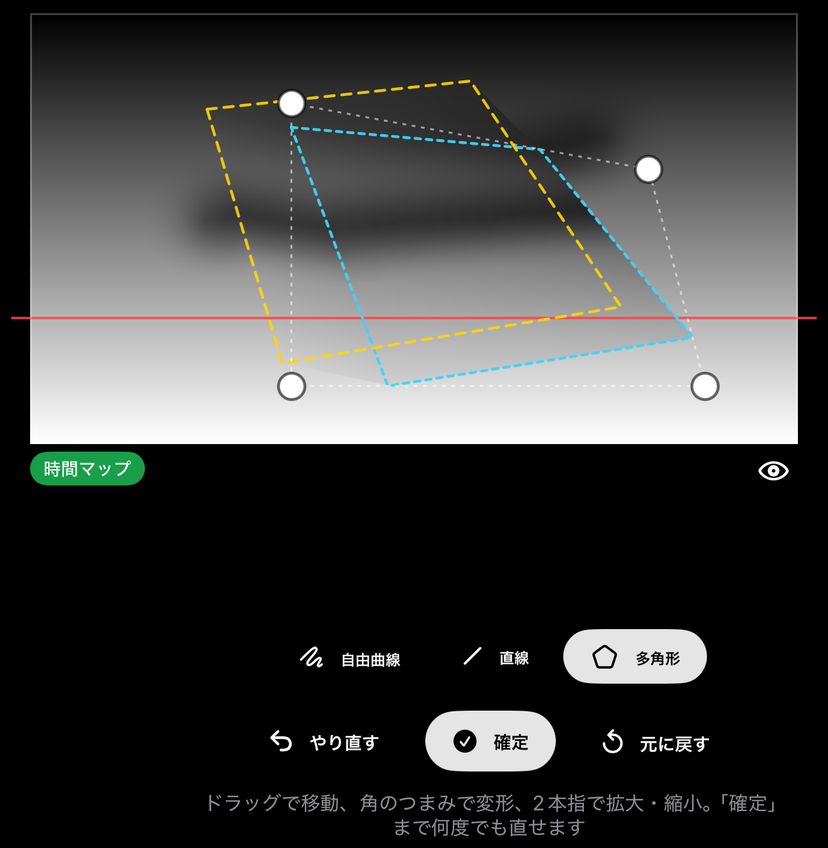 時間マップ
自由曲線
直線
多角形
やり直す
確定
元に戻す
ドラッグで移動、角のつまみで変形、2本指で拡大・縮小。「確定」
まで何度でも直せます